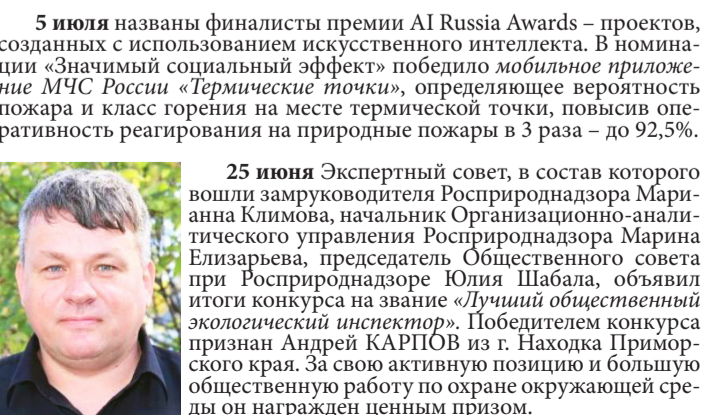 5 июля названы финалисты премии AI Russia Awards – проектов,
созданных с использованием искусственного интеллекта. В номина-
ции «Значимый социальный эффект» победило мобильное приложе-
ние МЧС России «Термические точки», определяющее вероятность
пожара и класс горения на месте термической точки, повысив опе-
ративность реагирования на природные пожары в 3 раза – до 92,5%.
25 июня Экспертный совет, в состав которого
вошли замруководителя Росприроднадзора Мари-
анна Климова, начальник Организационно-анали-
тического управления Росприроднадзора Марина
Елизарьева, председатель Общественного совета
при Росприроднадзоре Юлия Шабала, объявил
итоги конкурса на звание «Лучший общественный
экологический инспектор». Победителем конкурса
признан Андрей КАРПОВ из г. Находка Примор-
ского края. За свою активную позицию и большую
общественную работу по охране окружающей сре-
ды он награжден ценным призом.